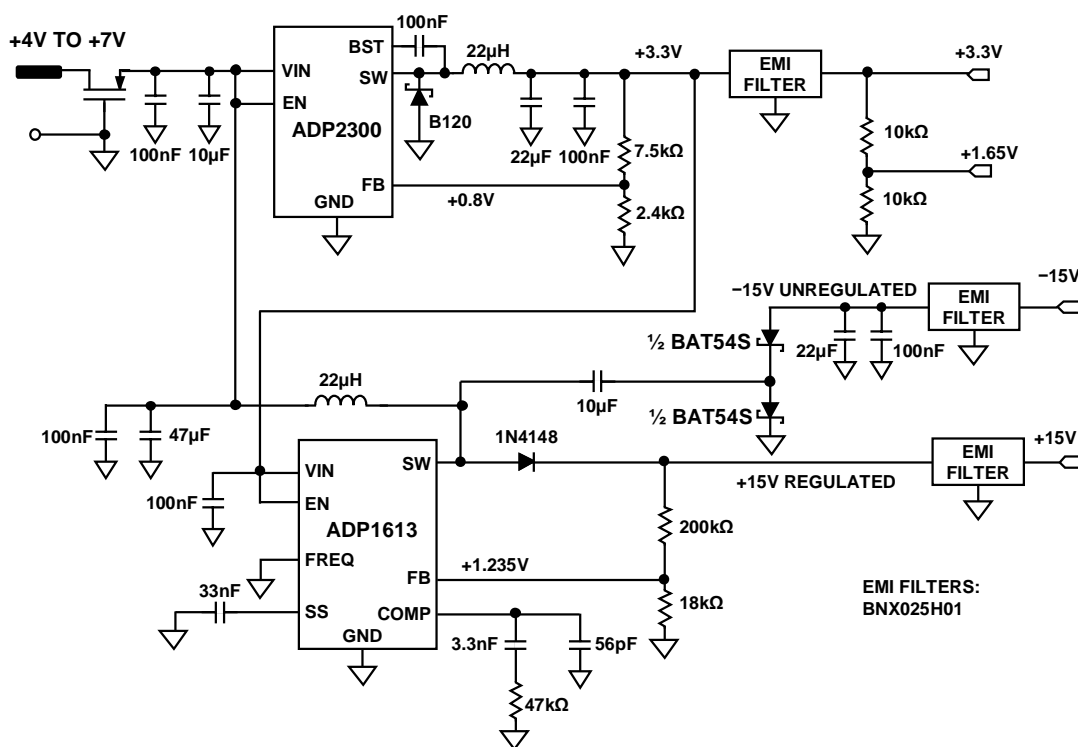 +4V TO +7V
100nF
10µF
VIN
EN
BST
SW
ADP2300
FB
GND
100nF
B120
22µH
22µF
100nF
+3.3V
7.5kΩ
2.4kΩ
+0.8V
EMI
FILTER
+3.3V
10kΩ
+1.65V
10kΩ
−15V UNREGULATED
EMI
FILTER
−15V
½ BAT54S
22µF
100nF
10µF
½ BAT54S
22µH
100nF
47µF
100nF
VIN
EN
SW
ADP1613
FREQ
FB
SS
COMP
GND
33nF
1N4148
+15V REGULATED
EMI
FILTER
+15V
200kΩ
+1.235V
18kΩ
3.3nF
56pF
47kΩ
EMI FILTERS:
BNX025H01